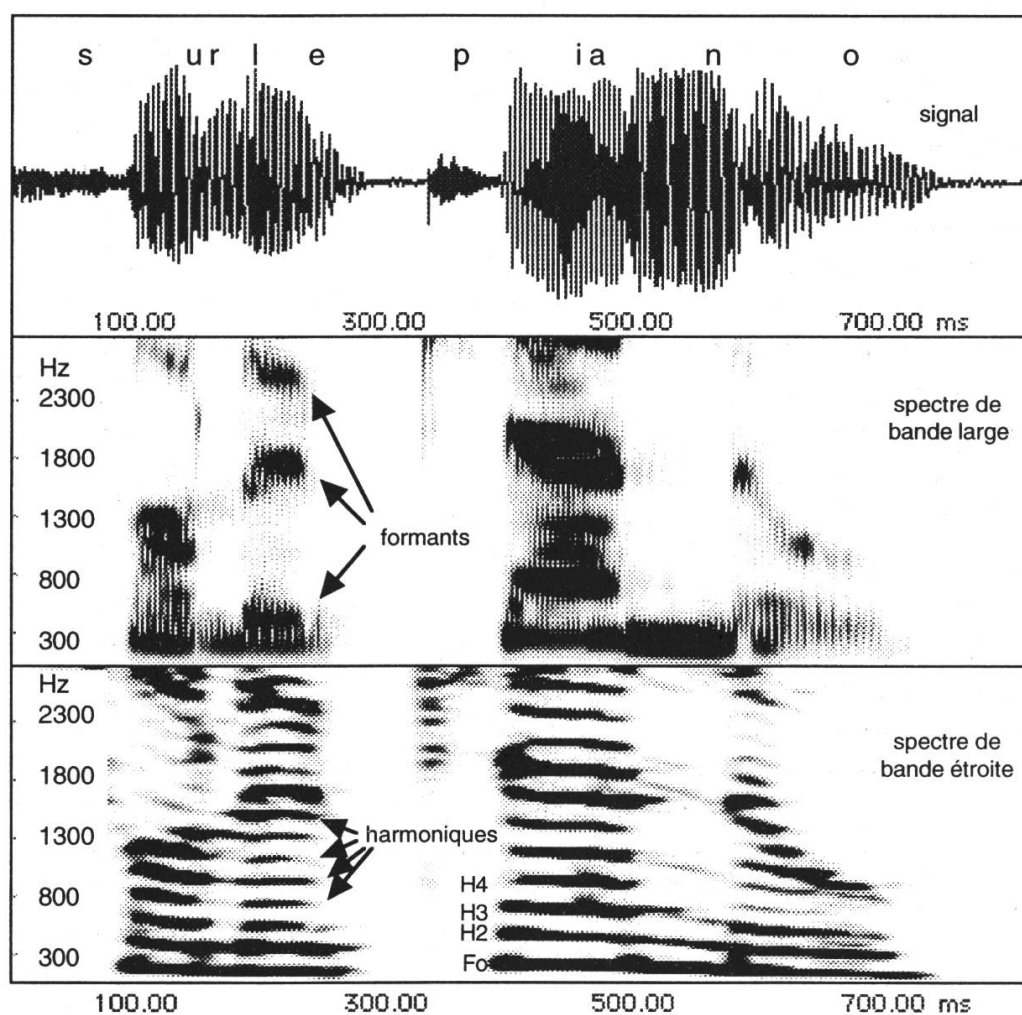 s ur l e p ia n o
signal
100.00 300.00 500.00 700.00 ms
Hz
2300
1800
1300
800
300
spectre de
bande large
formants
Hz
2300
1800
1300
800
300
spectre de
bande étroite
harmoniques
H4
H3
H2
Fo
100.00 300.00 500.00 700.00 ms